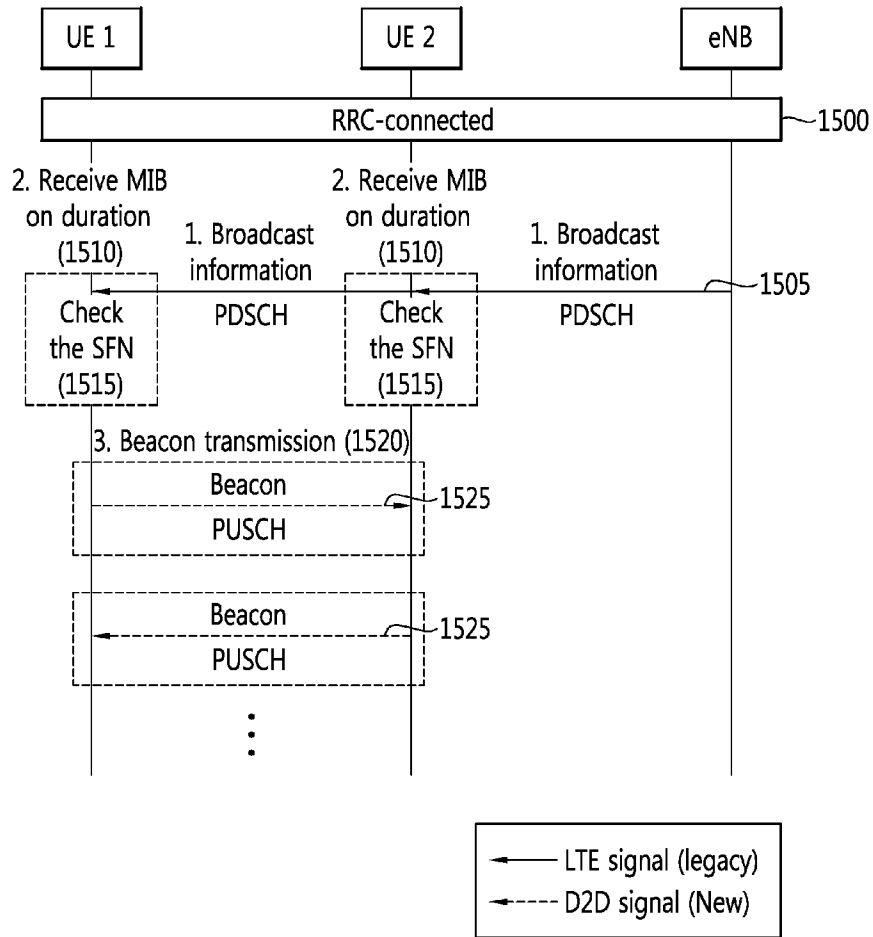 UE 1
UE 2
eNB
RRC-connected
1500
2. Receive MIB
on duration
(1510)
2. Receive MIB
on duration
(1510)
1. Broadcast
information
1. Broadcast
information
1505
PDSCH
PDSCH
Check
the SFN
(1515)
Check
the SFN
(1515)
3. Beacon transmission (1520)
Beacon
1525
PUSCH
Beacon
1525
PUSCH
LTE signal (legacy)
D2D signal (New)